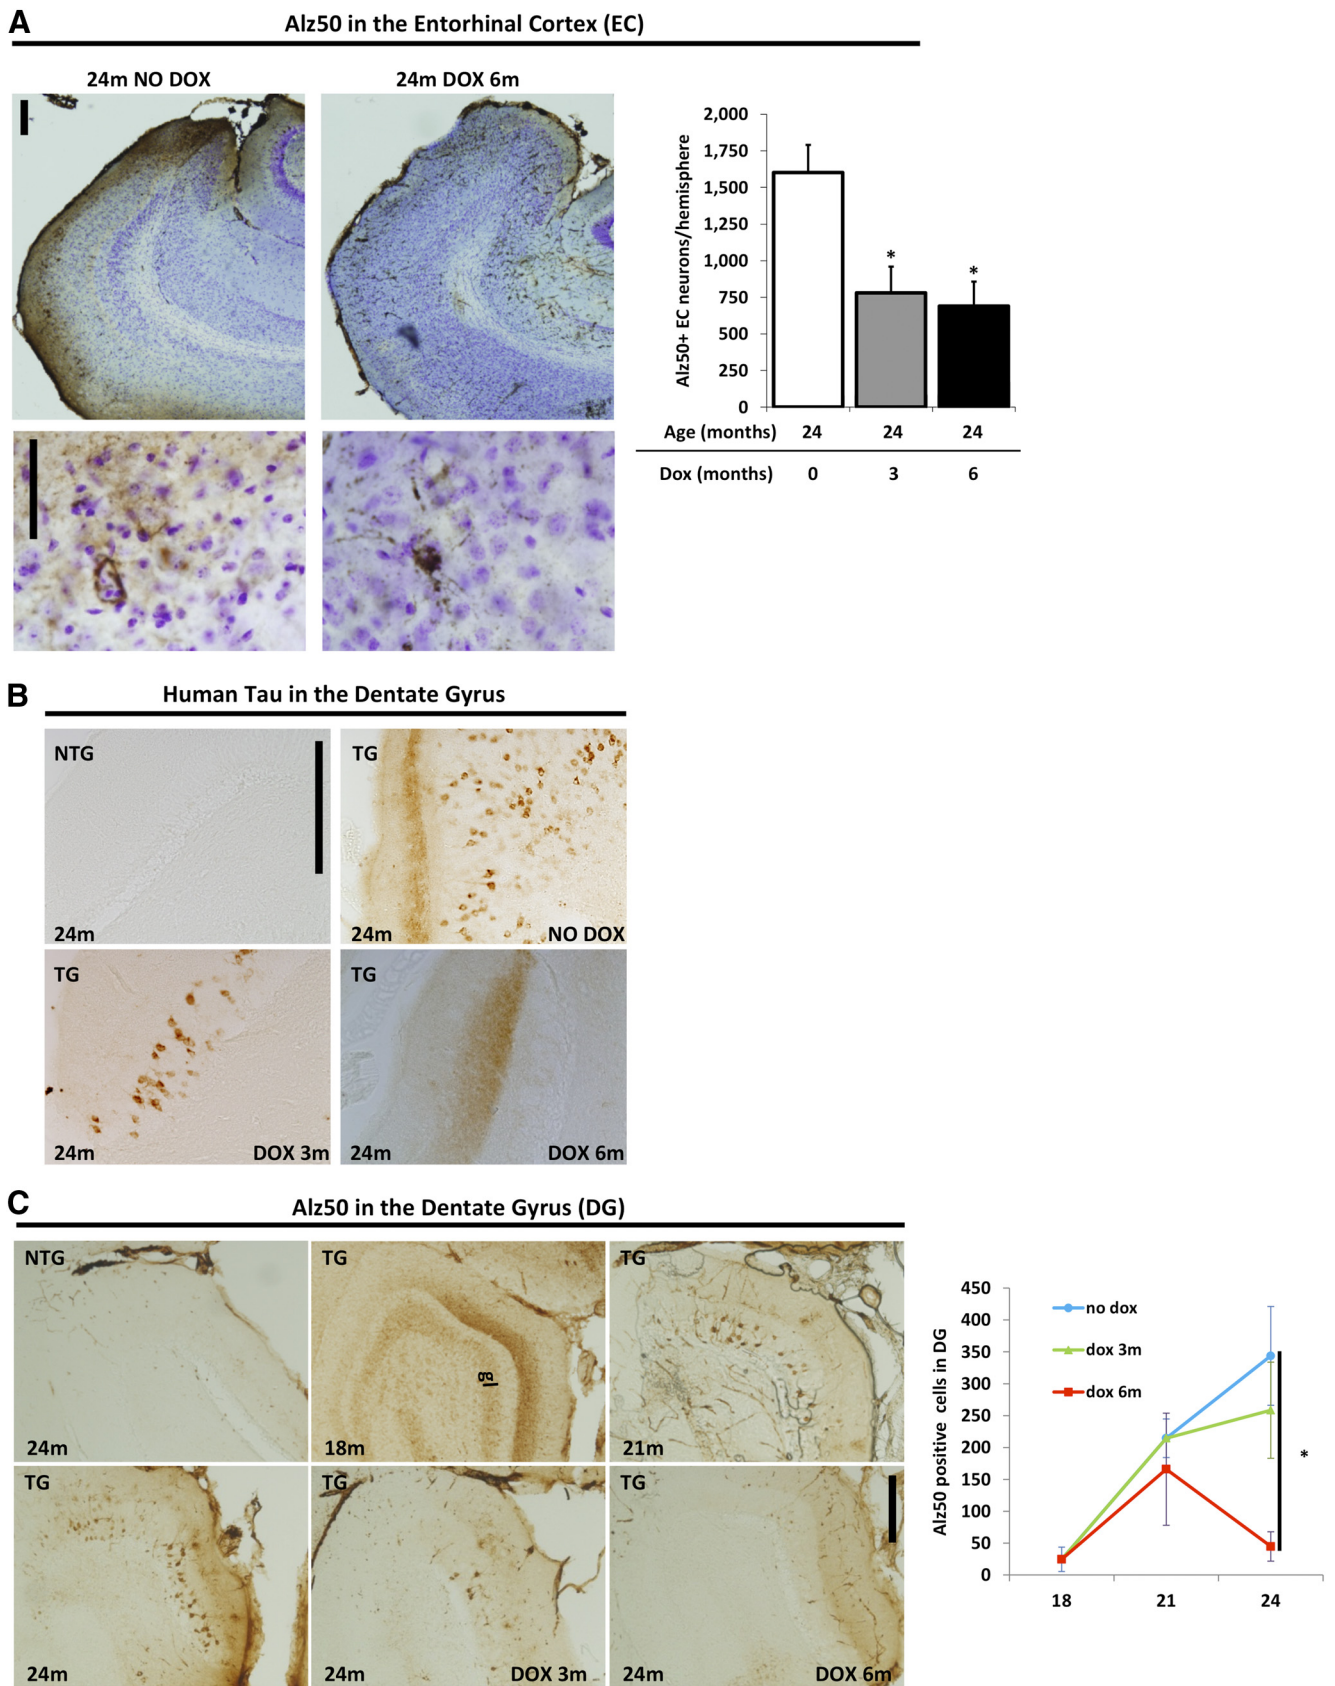 A
Alz50 in the Entorhinal Cortex (EC)
24m NO DOX
24m DOX 6m
Alz50+ EC neurons/hemisphere
2,000
1,750
1,500
1,250
1,000
750
500
250
0
*
*
Age (months) 24 24 24
Dox (months) 0 3 6
B
Human Tau in the Dentate Gyrus
NTG
24m
TG
24m NO DOX
TG
24m DOX 3m
TG
24m DOX 6m
C
Alz50 in the Dentate Gyrus (DG)
NTG
24m
TG
gl
18m
TG
21m
TG
24m
TG
24m DOX 3m
TG
24m DOX 6m
Alz50 positive cells in DG
450
400
350
300
250
200
150
100
50
0
no dox
dox 3m
dox 6m
*
18 21 24